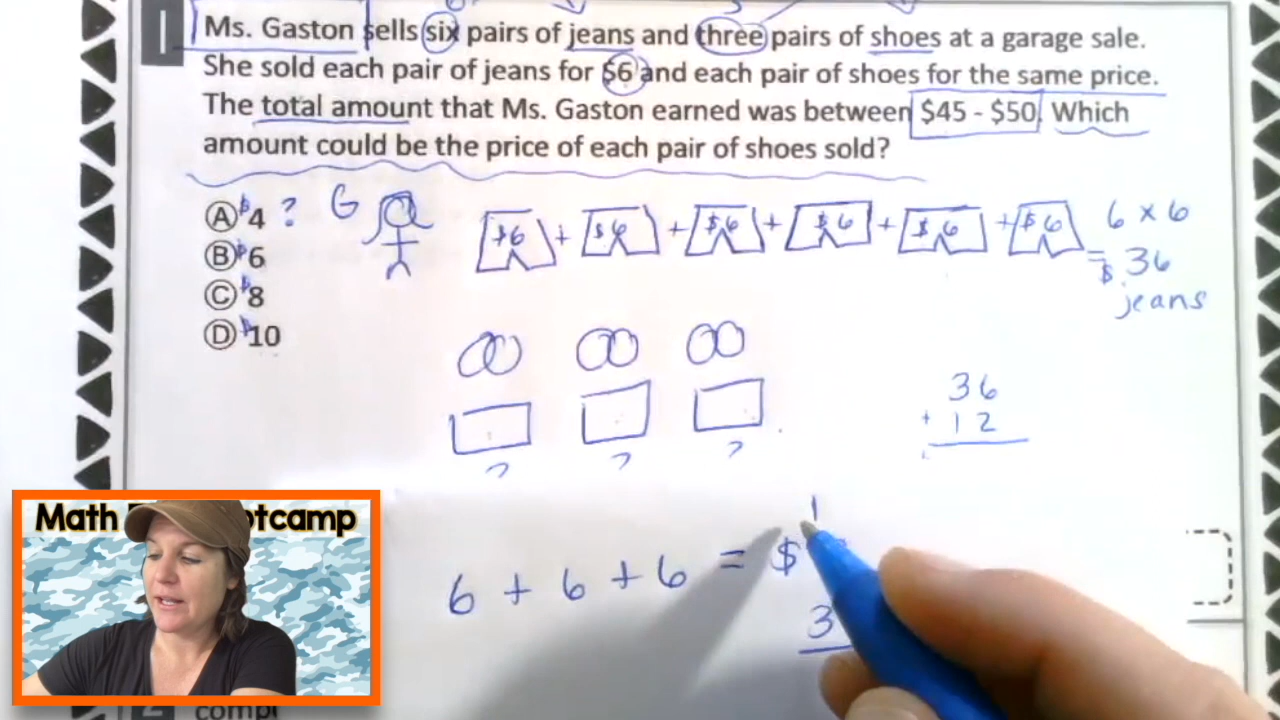 1 Ms. Gaston sells six pairs of jeans and three pairs of shoes at a garage sale.
She sold each pair of jeans for $6 and each pair of shoes for the same price.
The total amount that Ms. Gaston earned was between $45 - $50. Which
amount could be the price of each pair of shoes sold?
A $4 ? G
B $6
C $8
D $10
$6 + $6 + $6 + $6 + $6 + $6
6 x 6
= $36
jeans
36
+ 12
? ? ?
6 + 6 + 6 = $
1
3
Math